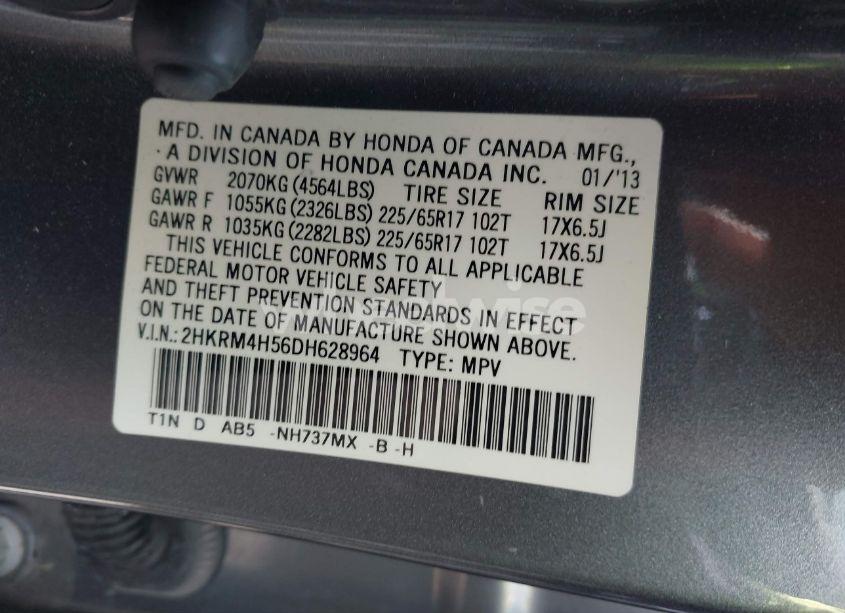 MFD. IN CANADA BY HONDA OF CANADA MFG.,
· A DIVISION OF HONDA CANADA INC. 01/'13
GVWR 2070KG (4564LBS) TIRE SIZE RIM SIZE
GAWR F 1055KG (2326LBS) 225/65R17 102T 17X6.5J
GAWR R 1035KG (2282LBS) 225/65R17 102T 17X6.5J
THIS VEHICLE CONFORMS TO ALL APPLICABLE
FEDERAL MOTOR VEHICLE SAFETY
AND THEFT PREVENTION STANDARDS IN EFFECT
ON THE DATE OF MANUFACTURE SHOWN ABOVE.
V.I.N.: 2HKRM4H56DH628964 TYPE: MPV
T1N D AB5 -NH737MX -B -H